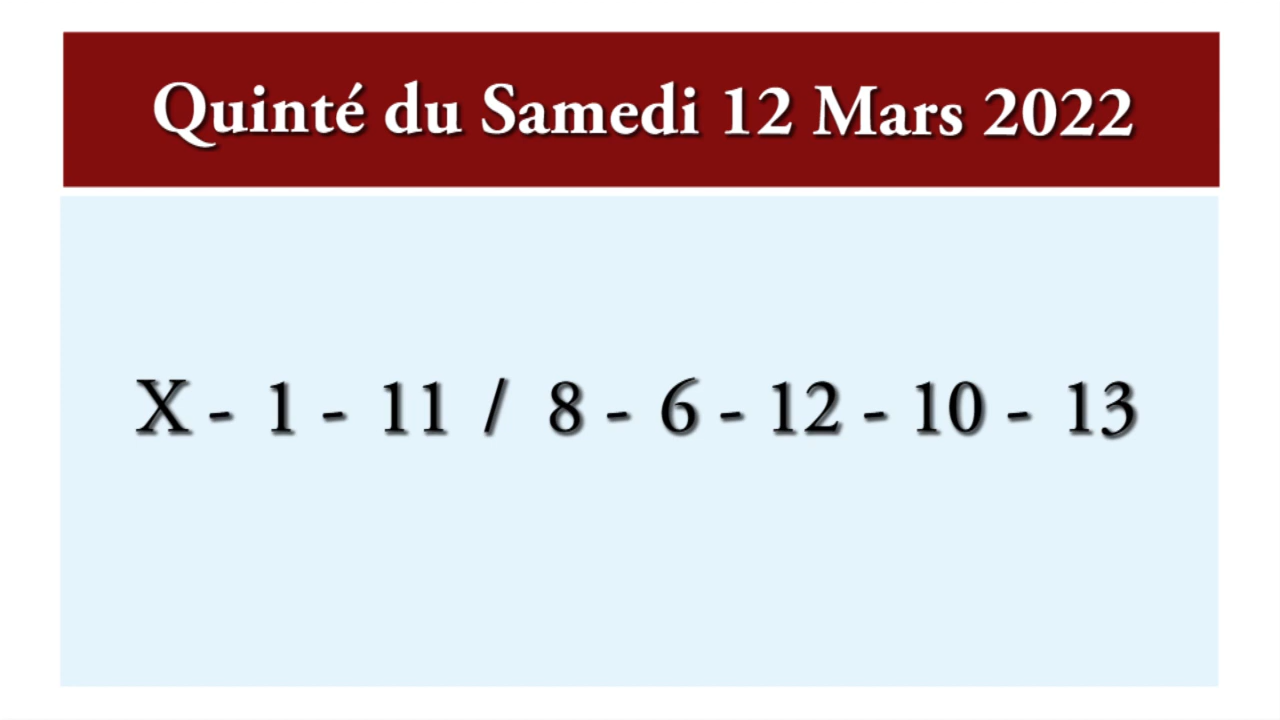 Quinté du Samedi 12 Mars 2022
X - 1 - 11 / 8 - 6 - 12 - 10 - 13